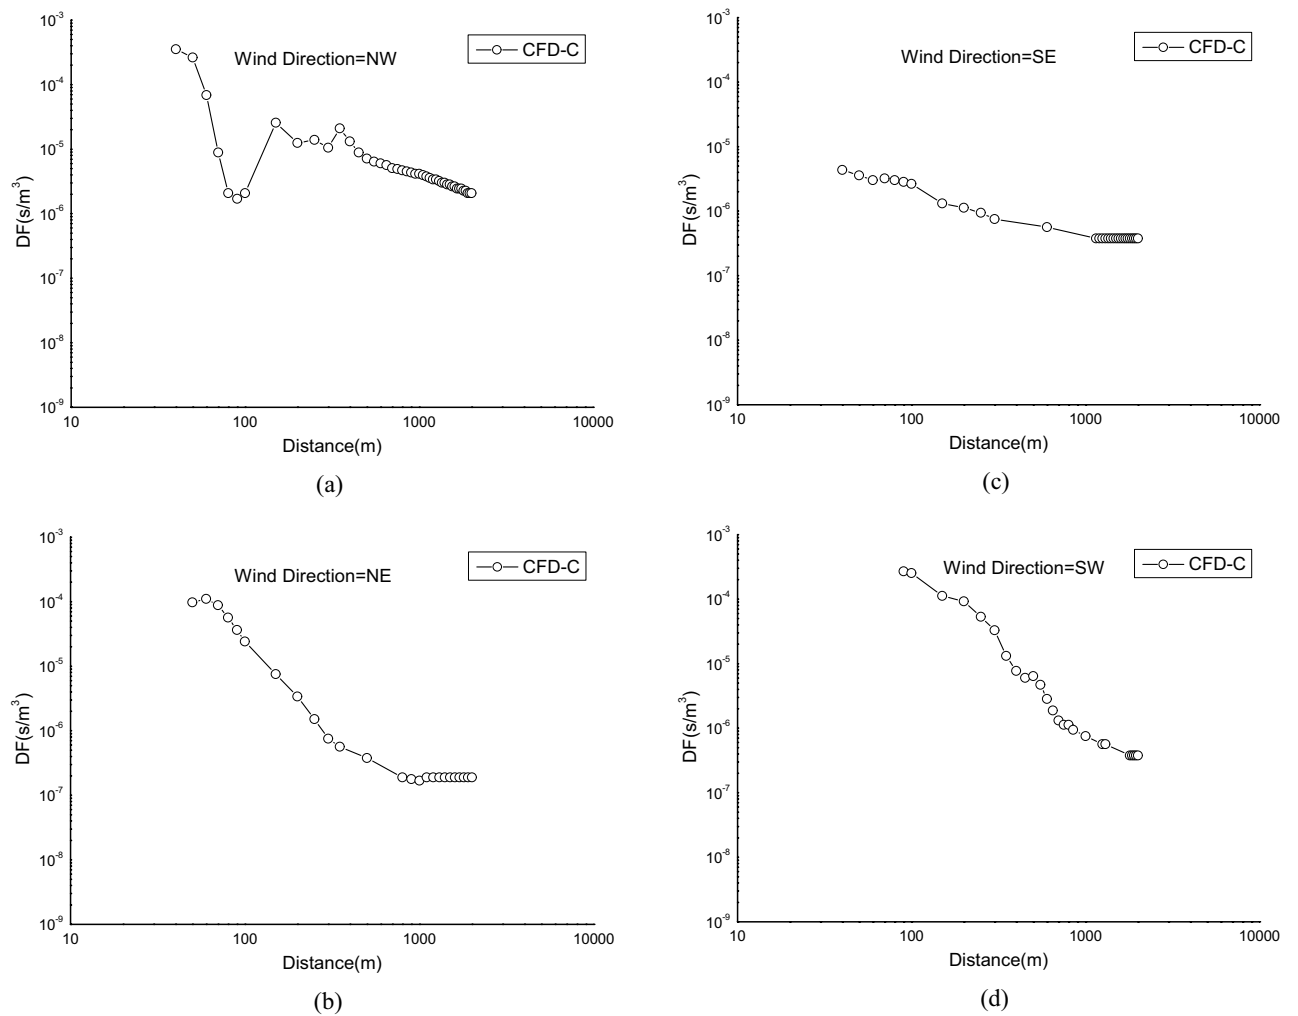 10⁻³
10⁻⁴
10⁻⁵
10⁻⁶
10⁻⁷
10⁻⁸
10⁻⁹
DF(s/m³)
Wind Direction=NW
CFD-C
10 100 1000 10000
Distance(m)
(a)
10⁻³
10⁻⁴
10⁻⁵
10⁻⁶
10⁻⁷
10⁻⁸
10⁻⁹
DF(s/m³)
Wind Direction=SE
CFD-C
10 100 1000 10000
Distance(m)
(c)
10⁻³
10⁻⁴
10⁻⁵
10⁻⁶
10⁻⁷
10⁻⁸
10⁻⁹
DF(s/m³)
Wind Direction=NE
CFD-C
10 100 1000 10000
Distance(m)
(b)
10⁻³
10⁻⁴
10⁻⁵
10⁻⁶
10⁻⁷
10⁻⁸
10⁻⁹
DF(s/m³)
Wind Direction=SW
CFD-C
10 100 1000 10000
Distance(m)
(d)